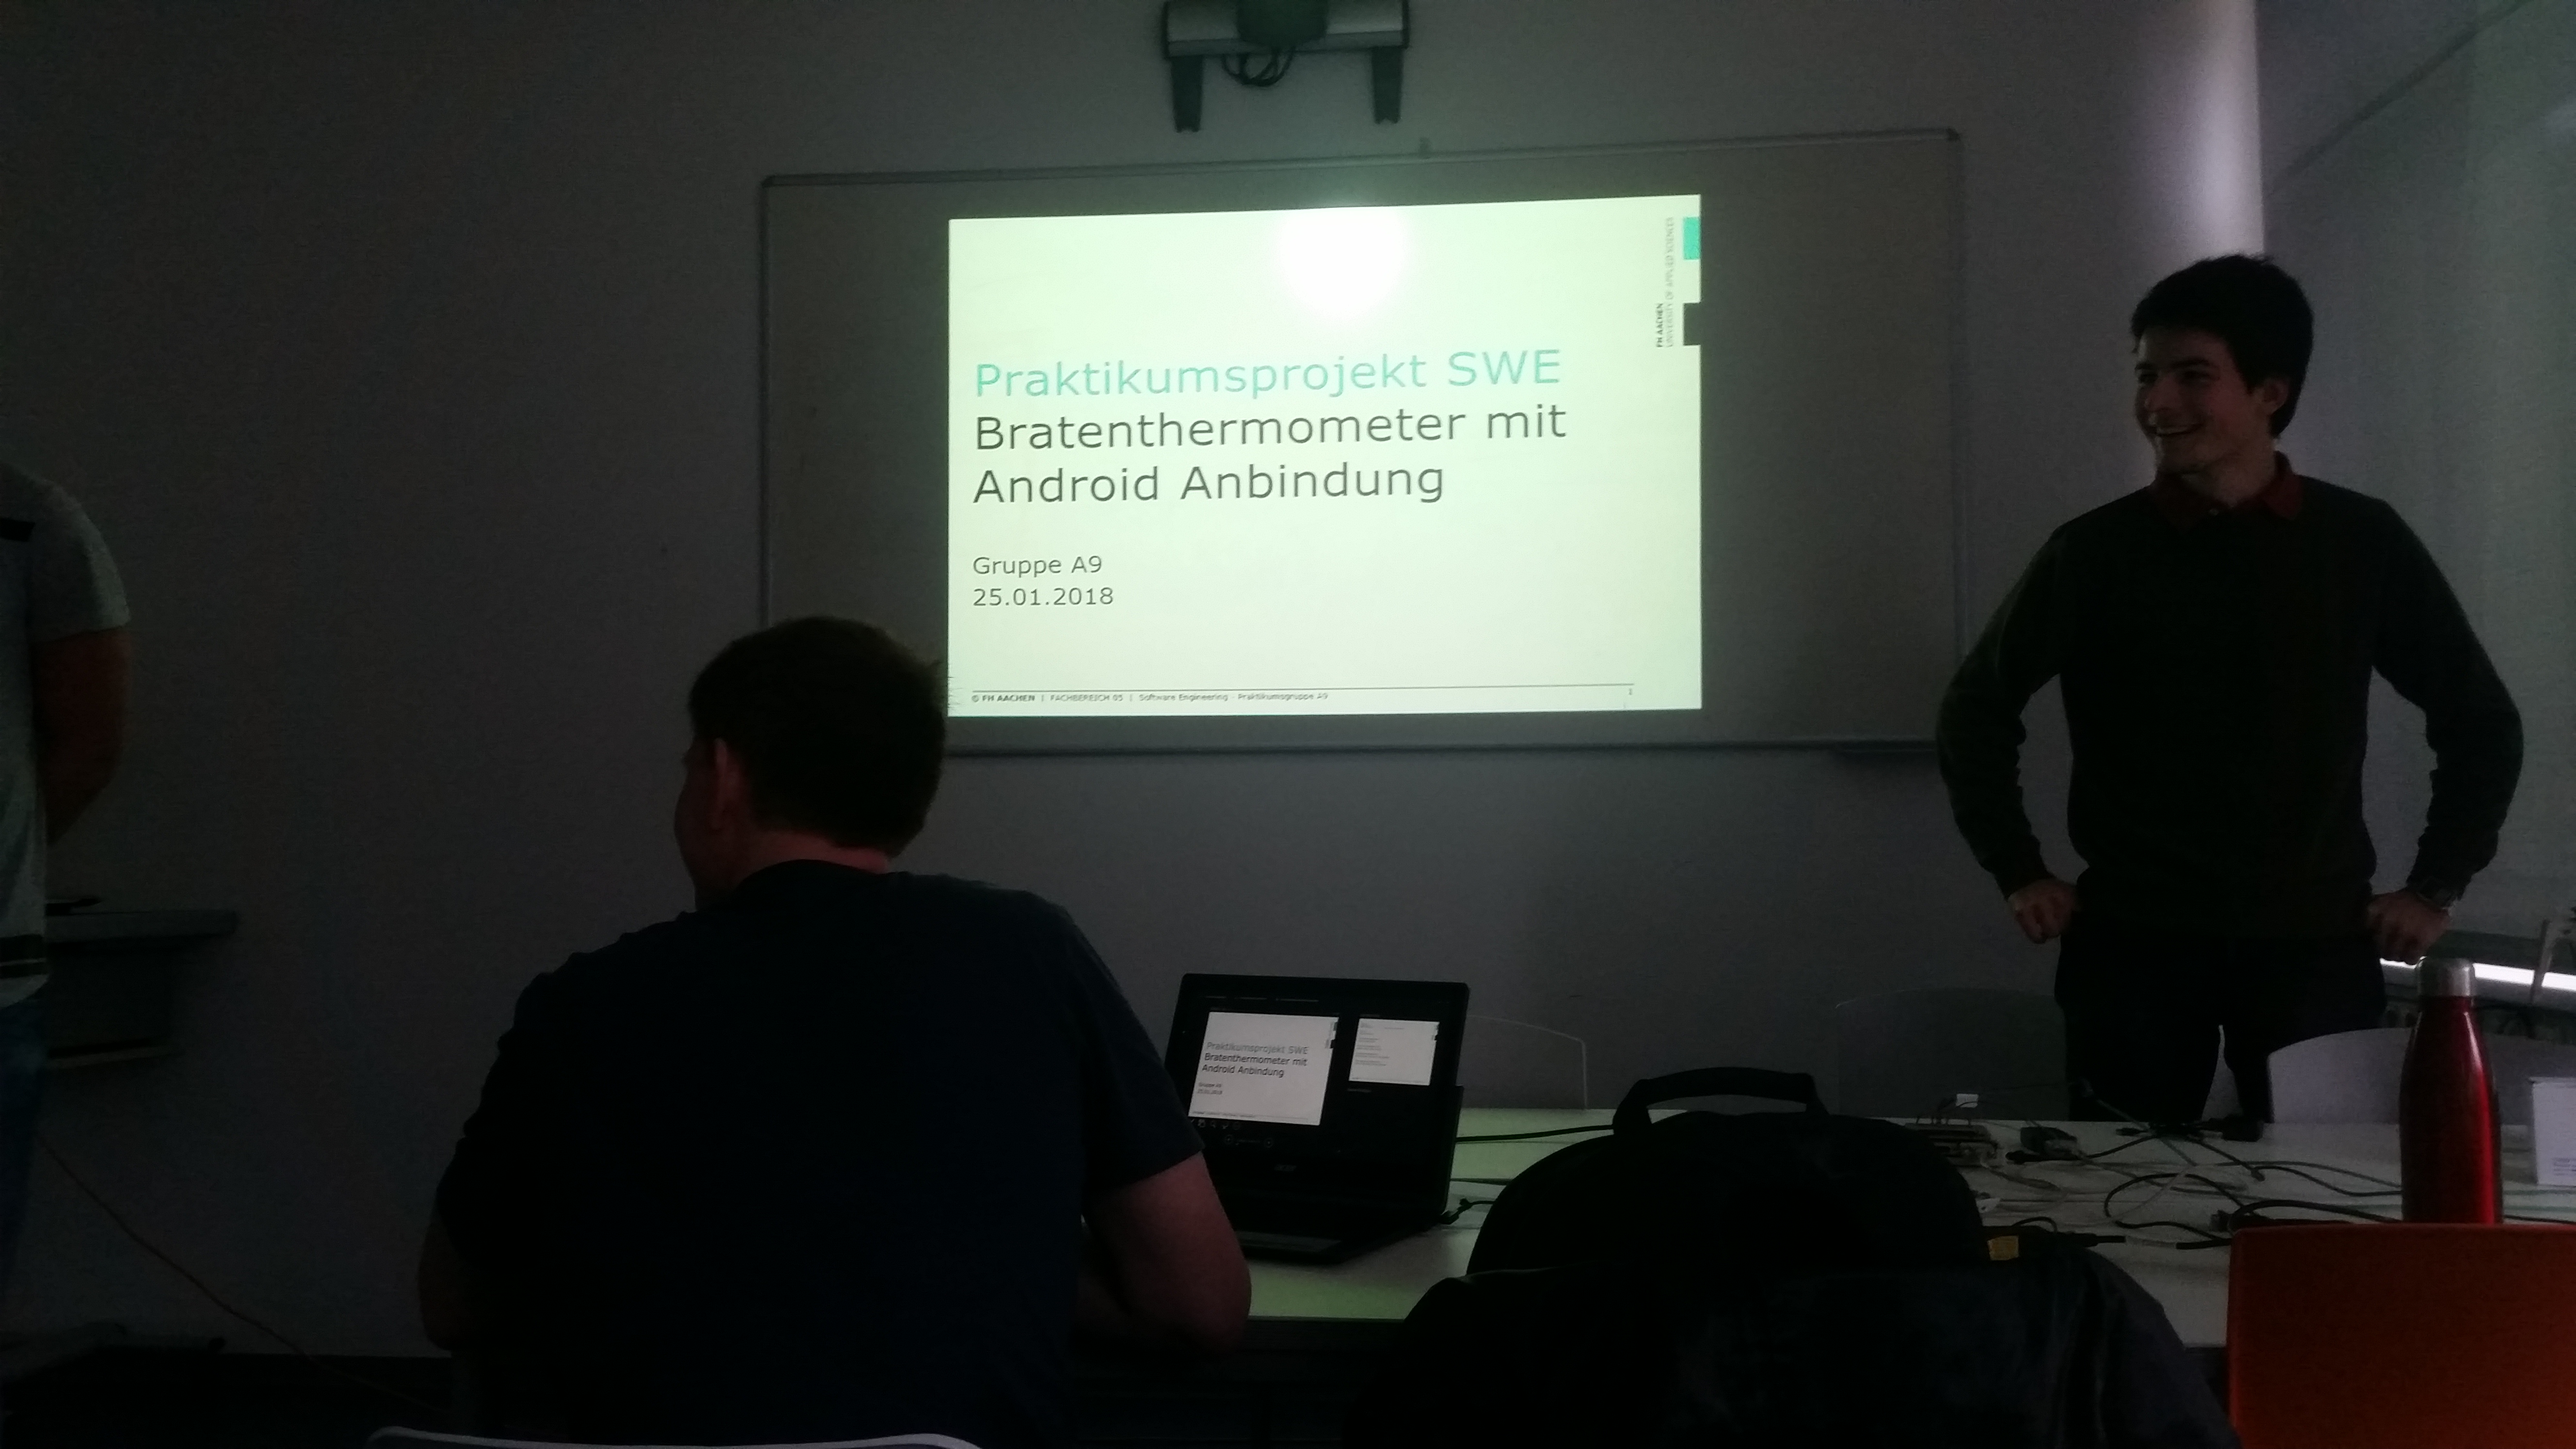 FH AACHEN
UNIVERSITY OF APPLIED SCIENCES
Praktikumsprojekt SWE
Bratenthermometer mit
Android Anbindung
Gruppe A9
25.01.2018
© FH AACHEN | FACHBEREICH 05 | Software Engineering - Praktikumsgruppe A9
1
Praktikumsprojekt SWE
Bratenthermometer mit
Android Anbindung
Gruppe A9
25.01.2018
acer